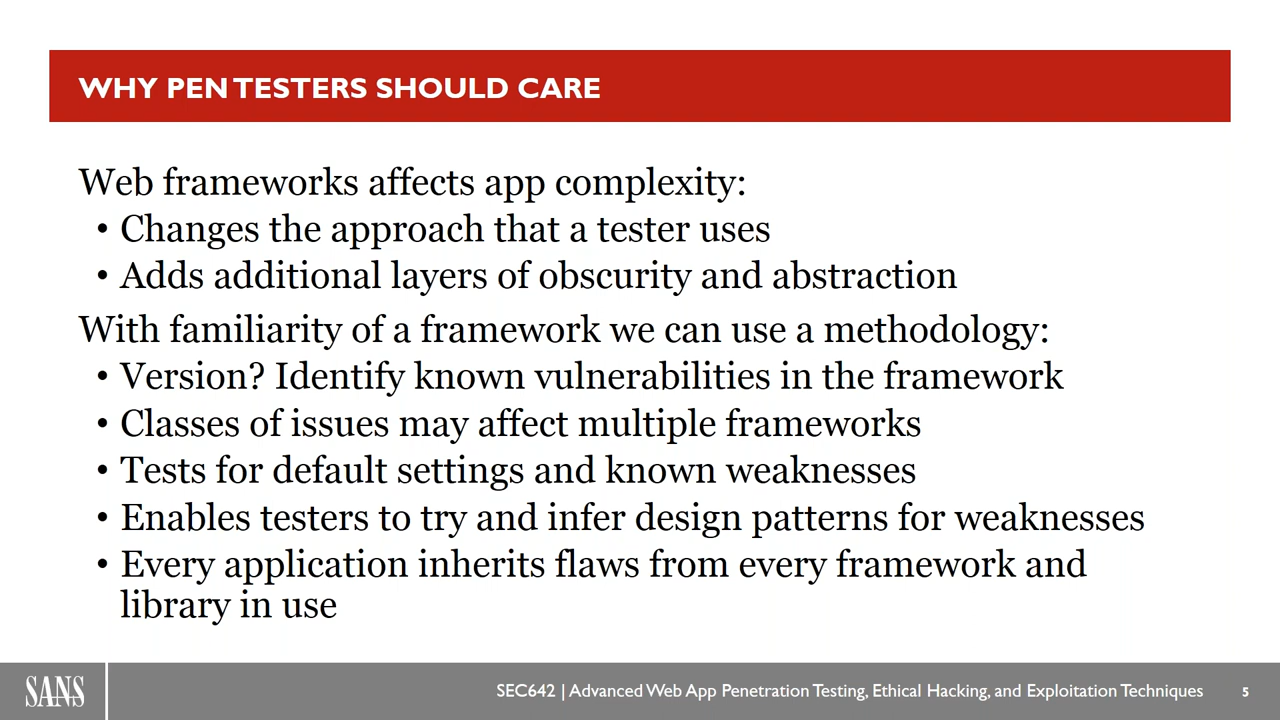 WHY PEN TESTERS SHOULD CARE
Web frameworks affects app complexity:
• Changes the approach that a tester uses
• Adds additional layers of obscurity and abstraction
With familiarity of a framework we can use a methodology:
• Version? Identify known vulnerabilities in the framework
• Classes of issues may affect multiple frameworks
• Tests for default settings and known weaknesses
• Enables testers to try and infer design patterns for weaknesses
• Every application inherits flaws from every framework and
library in use
SANS
SEC642 | Advanced Web App Penetration Testing, Ethical Hacking, and Exploitation Techniques
5